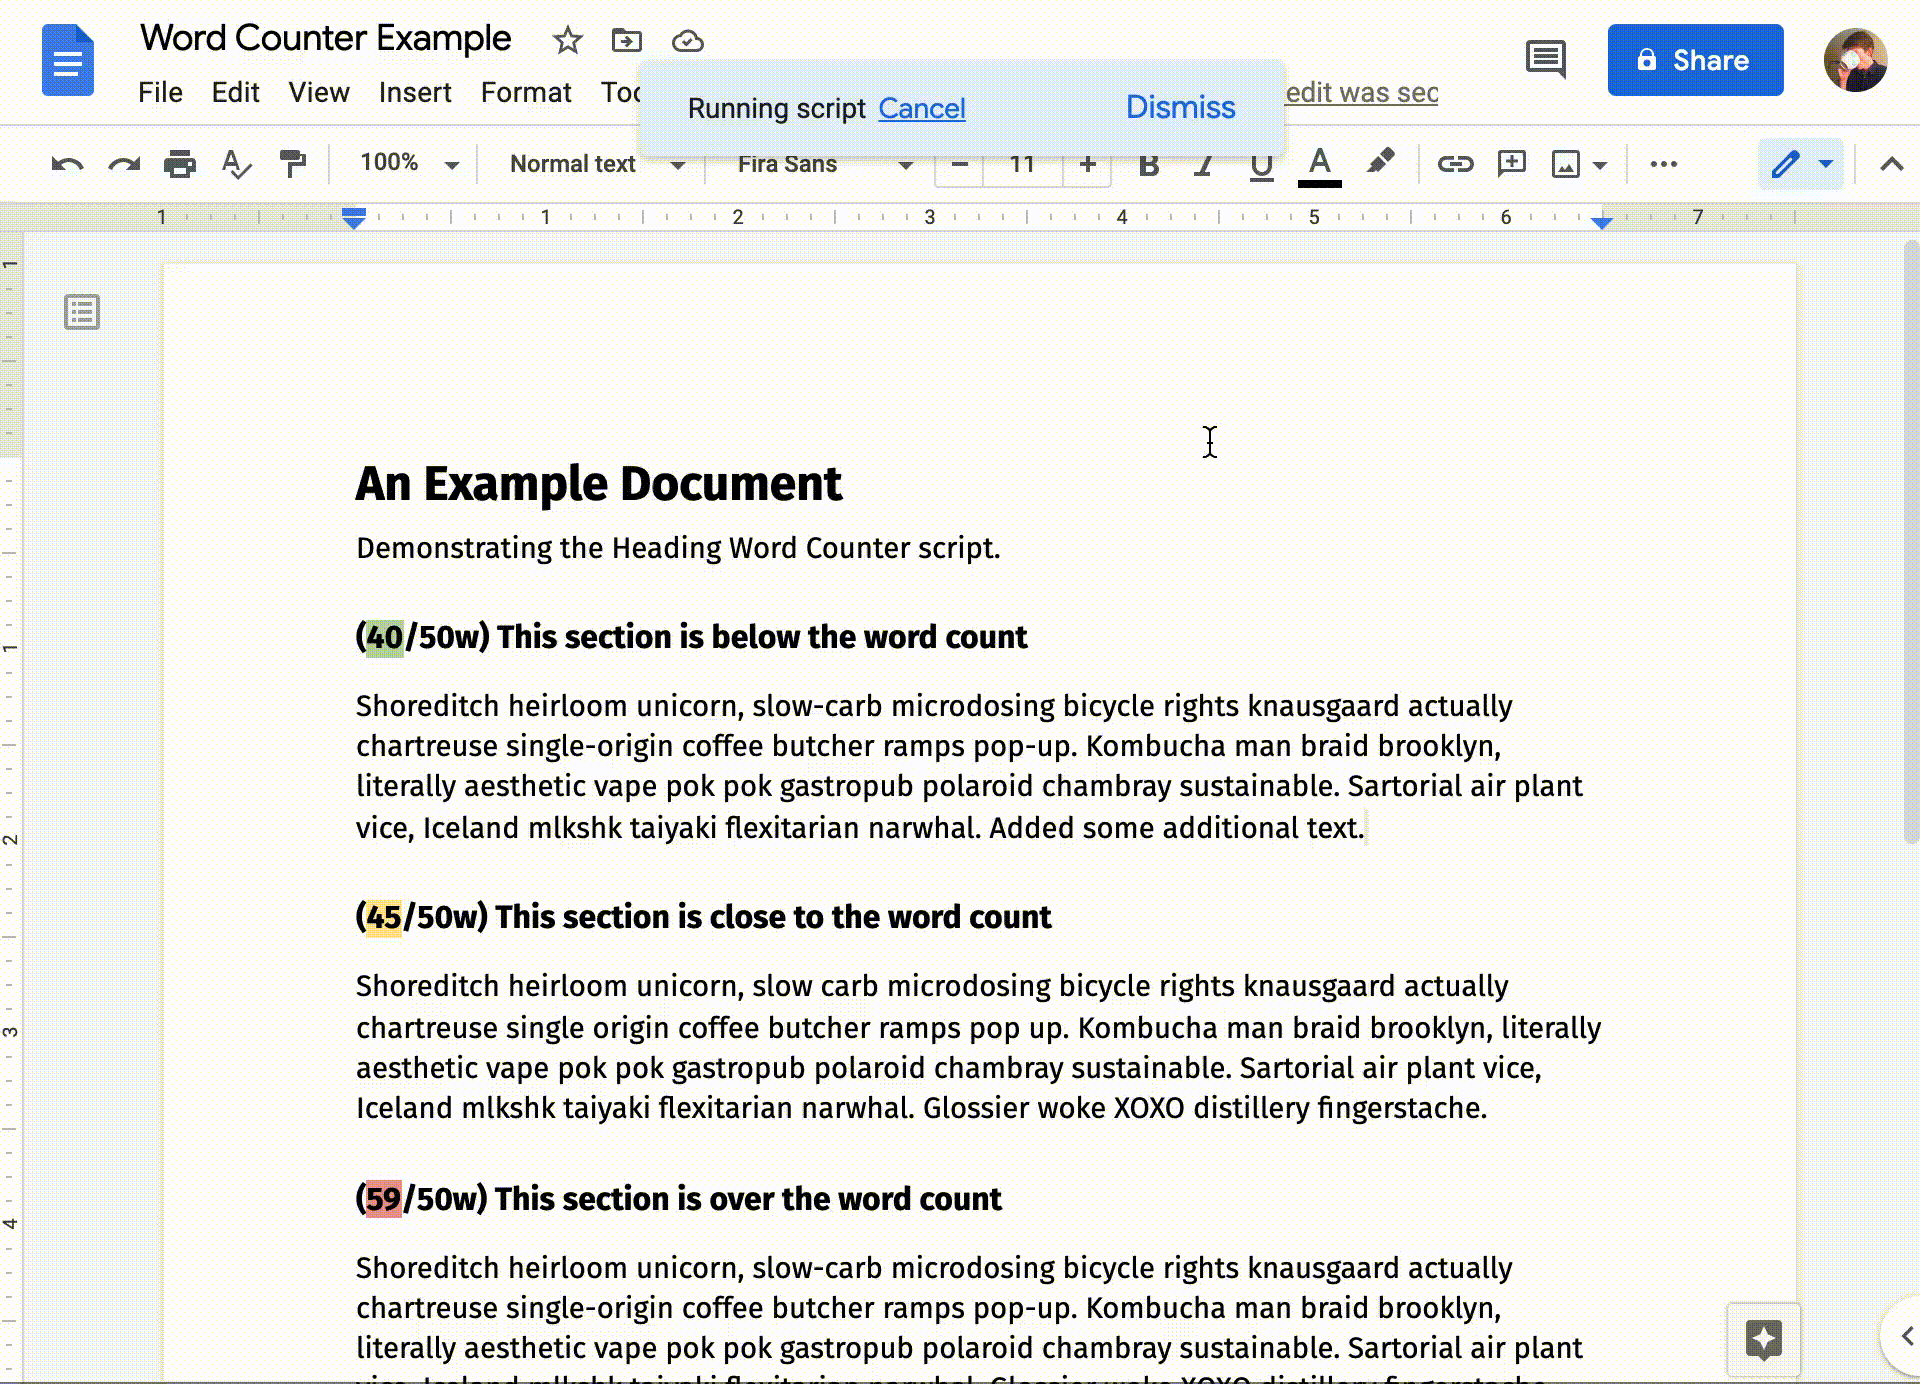 Word Counter Example
File Edit View Insert Format
edit was sec
Share
Running script Cancel Dismiss
100% Normal text Fira Sans 11 B I U A
1 1 2 3 4 5 6 7
1
1
2
3
4
An Example Document
Demonstrating the Heading Word Counter script.
(40/50w) This section is below the word count
Shoreditch heirloom unicorn, slow-carb microdosing bicycle rights knausgaard actually
chartreuse single-origin coffee butcher ramps pop-up. Kombucha man braid brooklyn,
literally aesthetic vape pok pok gastropub polaroid chambray sustainable. Sartorial air plant
vice, Iceland mlkshk taiyaki flexitarian narwhal. Added some additional text.
(45/50w) This section is close to the word count
Shoreditch heirloom unicorn, slow carb microdosing bicycle rights knausgaard actually
chartreuse single origin coffee butcher ramps pop up. Kombucha man braid brooklyn, literally
aesthetic vape pok pok gastropub polaroid chambray sustainable. Sartorial air plant vice,
Iceland mlkshk taiyaki flexitarian narwhal. Glossier woke XOXO distillery fingerstache.
(59/50w) This section is over the word count
Shoreditch heirloom unicorn, slow-carb microdosing bicycle rights knausgaard actually
chartreuse single-origin coffee butcher ramps pop-up. Kombucha man braid brooklyn,
literally aesthetic vape pok pok gastropub polaroid chambray sustainable. Sartorial air plant